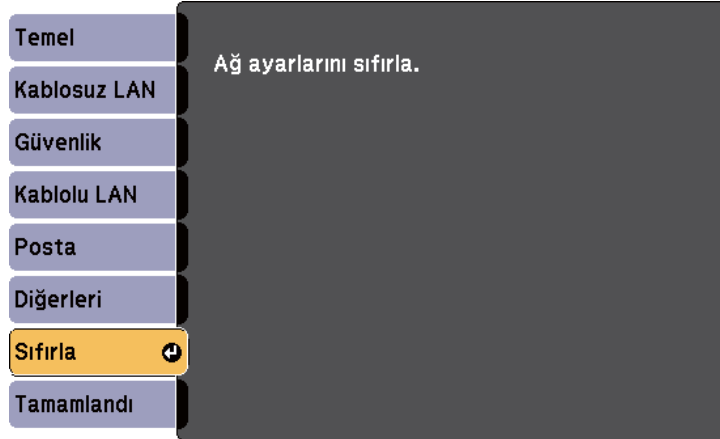 Temel
Kablosuz LAN
Güvenlik
Kablolu LAN
Posta
Diğerleri
Sıfırla
Tamamlandı
Ağ ayarlarını sıfırla.